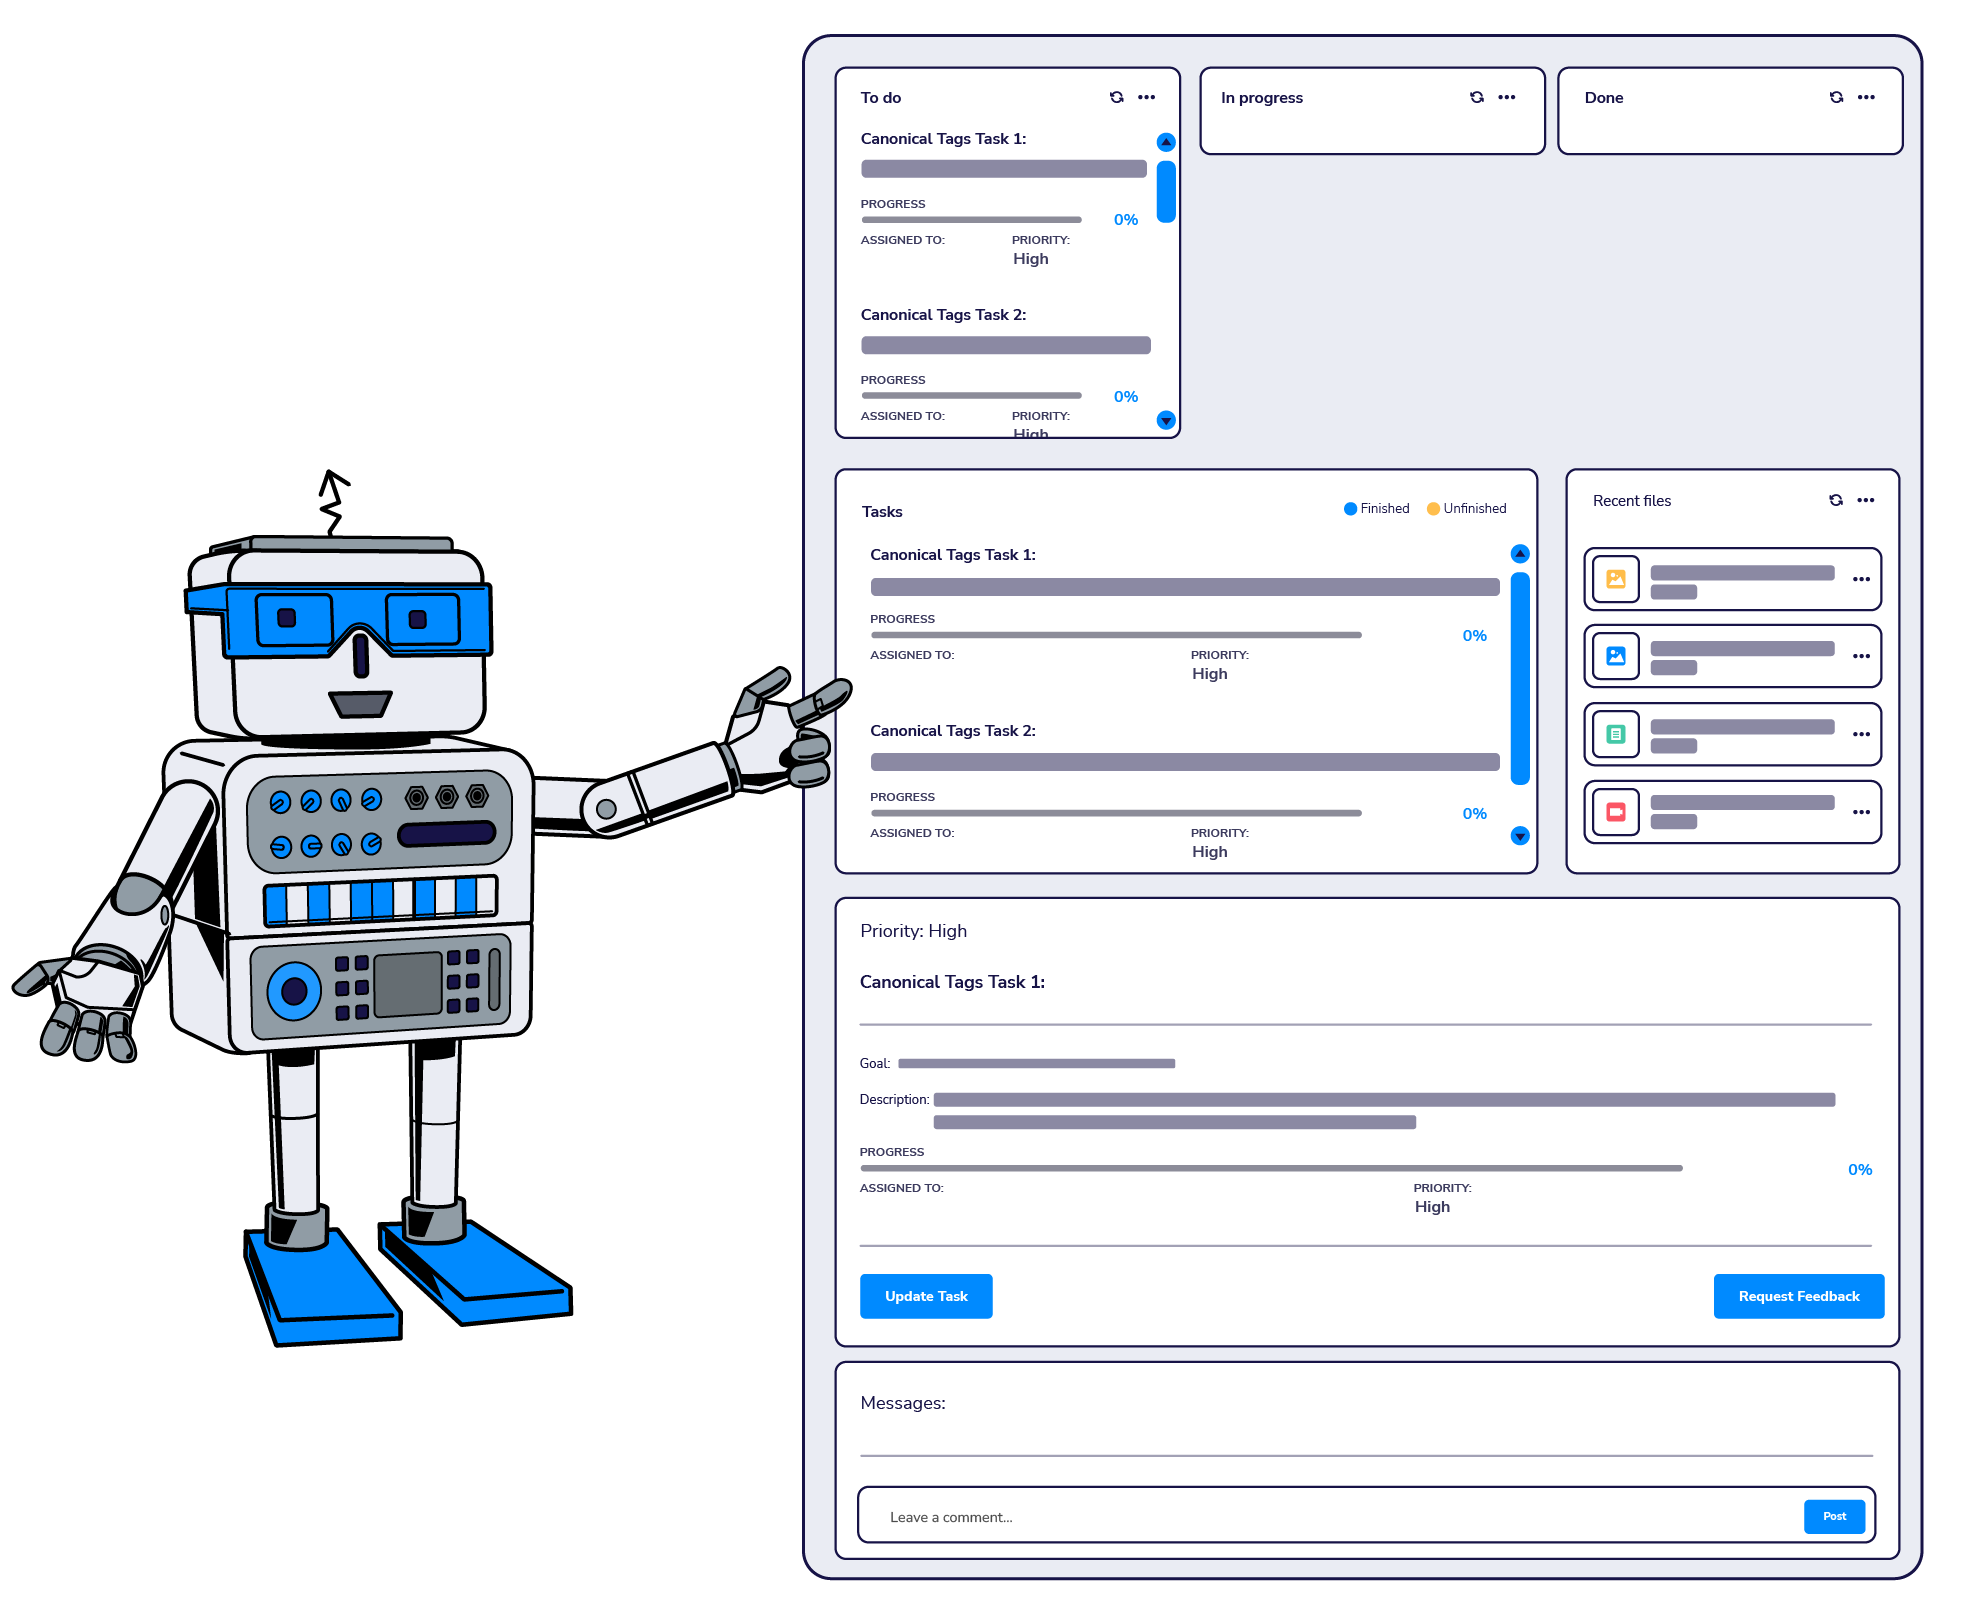 To do
Canonical Tags Task 1:
PROGRESS
0%
ASSIGNED TO: PRIORITY:
High
Canonical Tags Task 2:
PROGRESS
0%
ASSIGNED TO: PRIORITY:
High
In progress
Done
Tasks
Finished Unfinished
Canonical Tags Task 1:
PROGRESS
0%
ASSIGNED TO: PRIORITY:
High
Canonical Tags Task 2:
PROGRESS
0%
ASSIGNED TO: PRIORITY:
High
Recent files
Priority: High
Canonical Tags Task 1:
Goal:
Description:
PROGRESS
0%
ASSIGNED TO: PRIORITY:
High
Update Task Request Feedback
Messages:
Leave a comment... Post